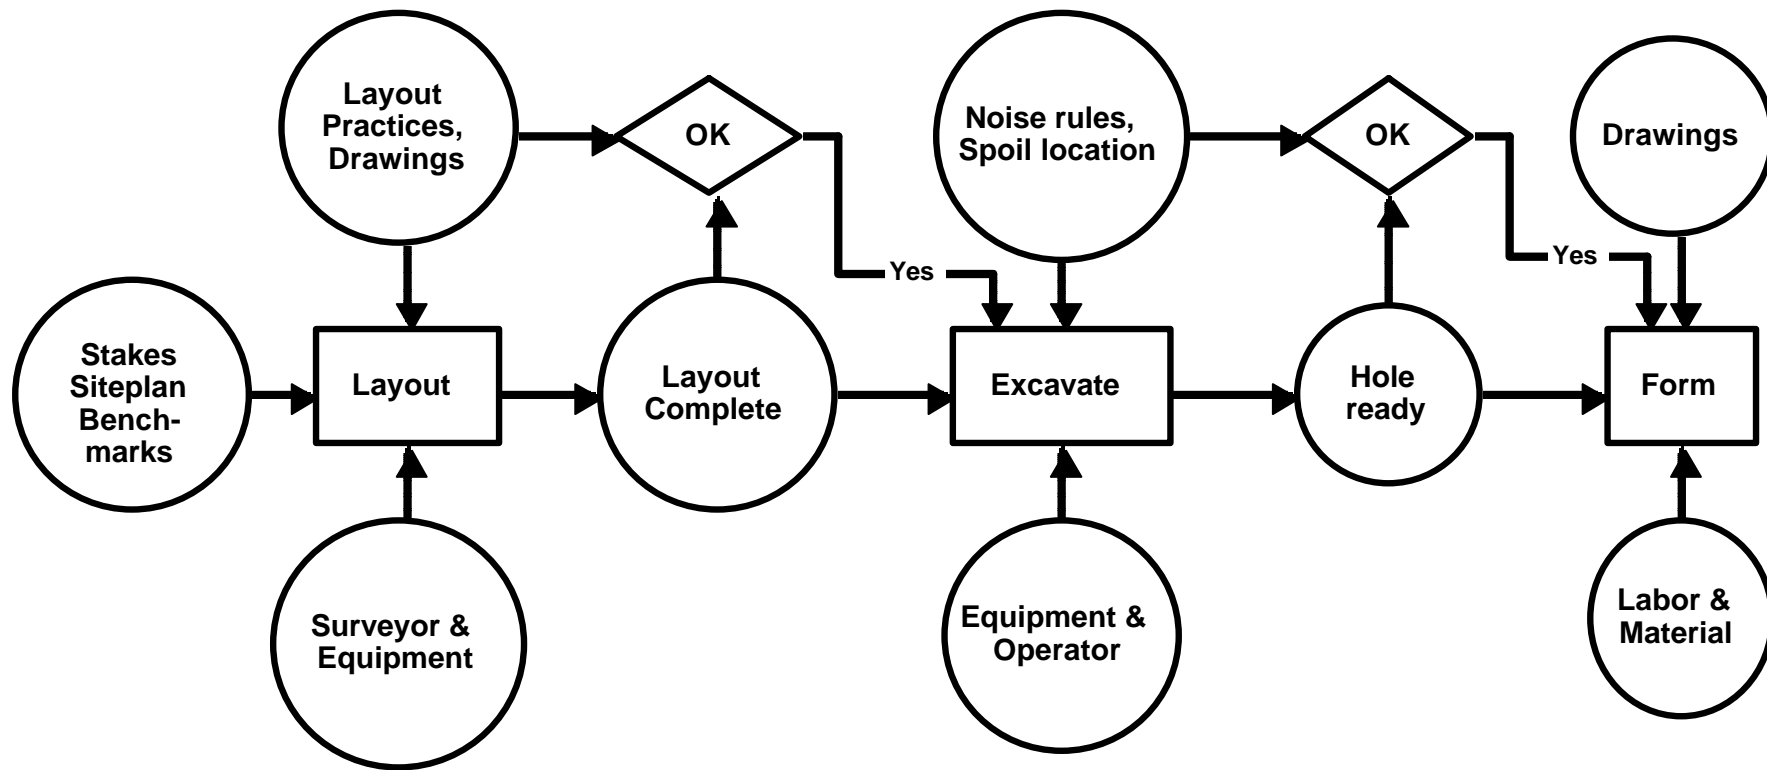 Layout
Practices,
Drawings
OK
Noise rules,
Spoil location
OK
Drawings
Yes
Yes
Stakes
Siteplan
Bench-
marks
Layout
Layout
Complete
Excavate
Hole
ready
Form
Surveyor &
Equipment
Equipment &
Operator
Labor &
Material